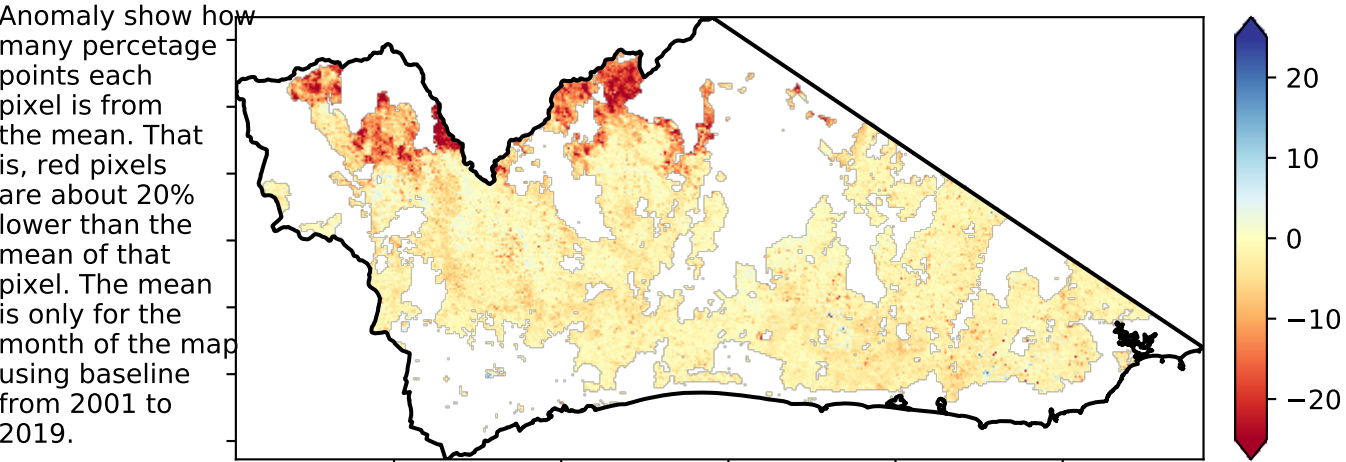 Anomaly show how
many percetage
points each
pixel is from
the mean. That
is, red pixels
are about 20%
lower than the
mean of that
pixel. The mean
is only for the
month of the map
using baseline
from 2001 to
2019.
20
10
0
−10
−20